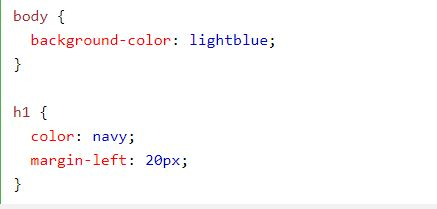 body {
  background-color: lightblue;
}

h1 {
  color: navy;
  margin-left: 20px;
}